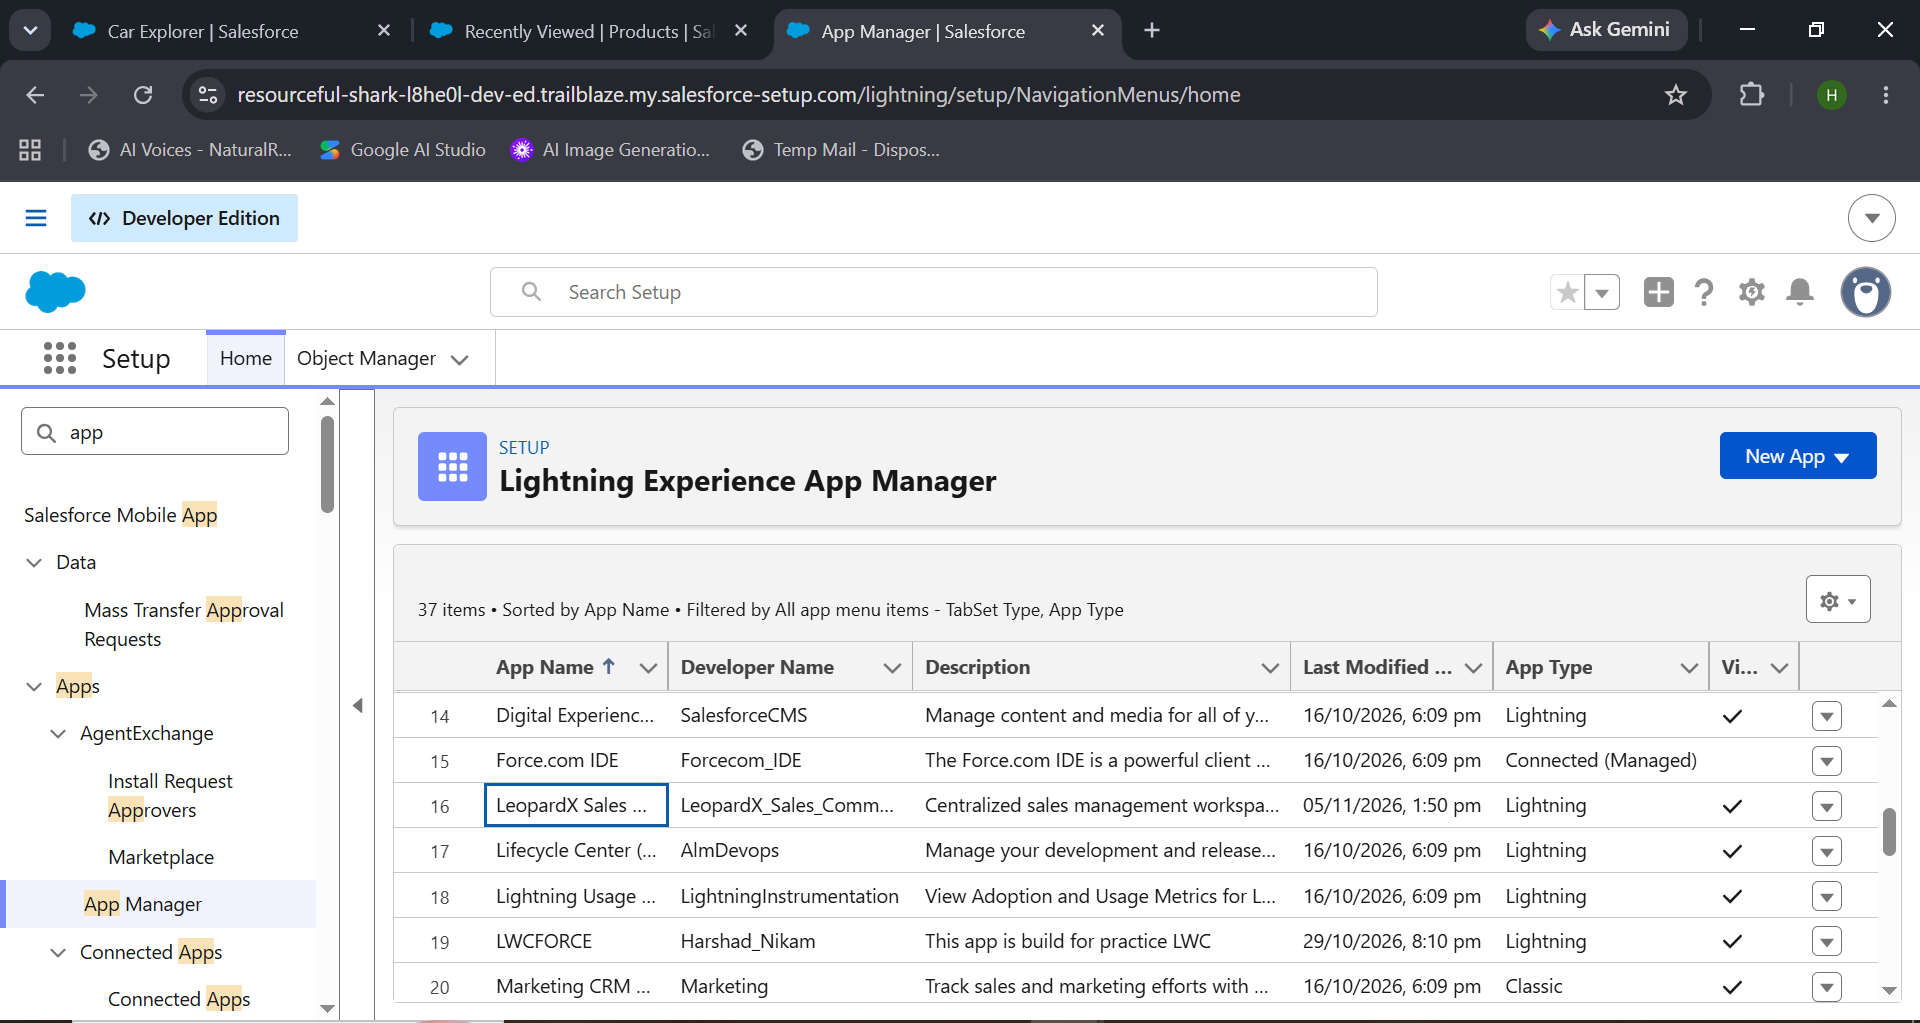 Car Explorer | Salesforce
Recently Viewed | Products | Sal
App Manager | Salesforce
Ask Gemini
resourceful-shark-l8he0l-dev-ed.trailblaze.my.salesforce-setup.com/lightning/setup/NavigationMenus/home
H
AI Voices - NaturalR...
Google AI Studio
AI Image Generatio...
Temp Mail - Dispos...
Developer Edition
Search Setup
Setup
Home
Object Manager
app
Salesforce Mobile App
Data
Mass Transfer Approval
Requests
Apps
AgentExchange
Install Request
Approvers
Marketplace
App Manager
Connected Apps
Connected Apps
SETUP
Lightning Experience App Manager
New App
37 items • Sorted by App Name • Filtered by All app menu items - TabSet Type, App Type
App Name Developer Name Description Last Modified ... App Type Vi...
14 Digital Experienc... SalesforceCMS Manage content and media for all of y... 16/10/2026, 6:09 pm Lightning
15 Force.com IDE Forcecom_IDE The Force.com IDE is a powerful client ... 16/10/2026, 6:09 pm Connected (Managed)
16 LeopardX Sales ... LeopardX_Sales_Comm... Centralized sales management workspa... 05/11/2026, 1:50 pm Lightning
17 Lifecycle Center (... AlmDevops Manage your development and release... 16/10/2026, 6:09 pm Lightning
18 Lightning Usage ... LightningInstrumentation View Adoption and Usage Metrics for L... 16/10/2026, 6:09 pm Lightning
19 LWCFORCE Harshad_Nikam This app is build for practice LWC 29/10/2026, 8:10 pm Lightning
20 Marketing CRM ... Marketing Track sales and marketing efforts with ... 16/10/2026, 6:09 pm Classic